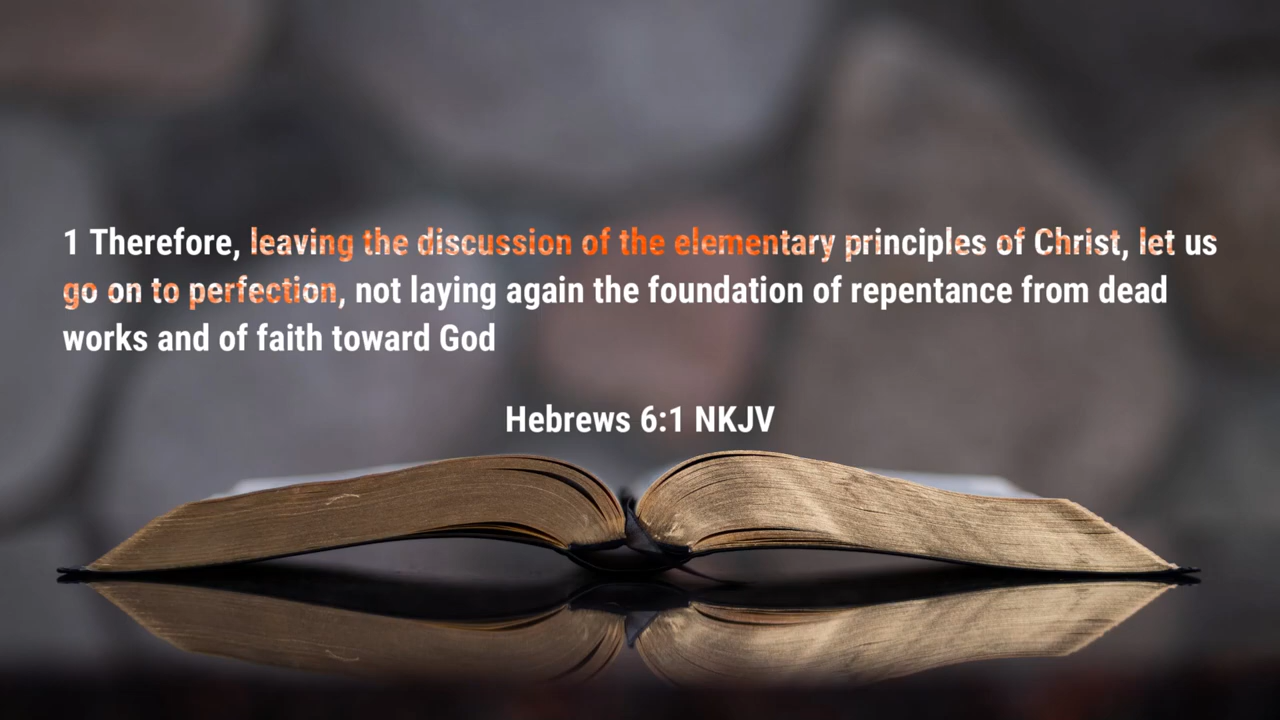 1 Therefore, leaving the discussion of the elementary principles of Christ, let us
go on to perfection, not laying again the foundation of repentance from dead
works and of faith toward God
Hebrews 6:1 NKJV